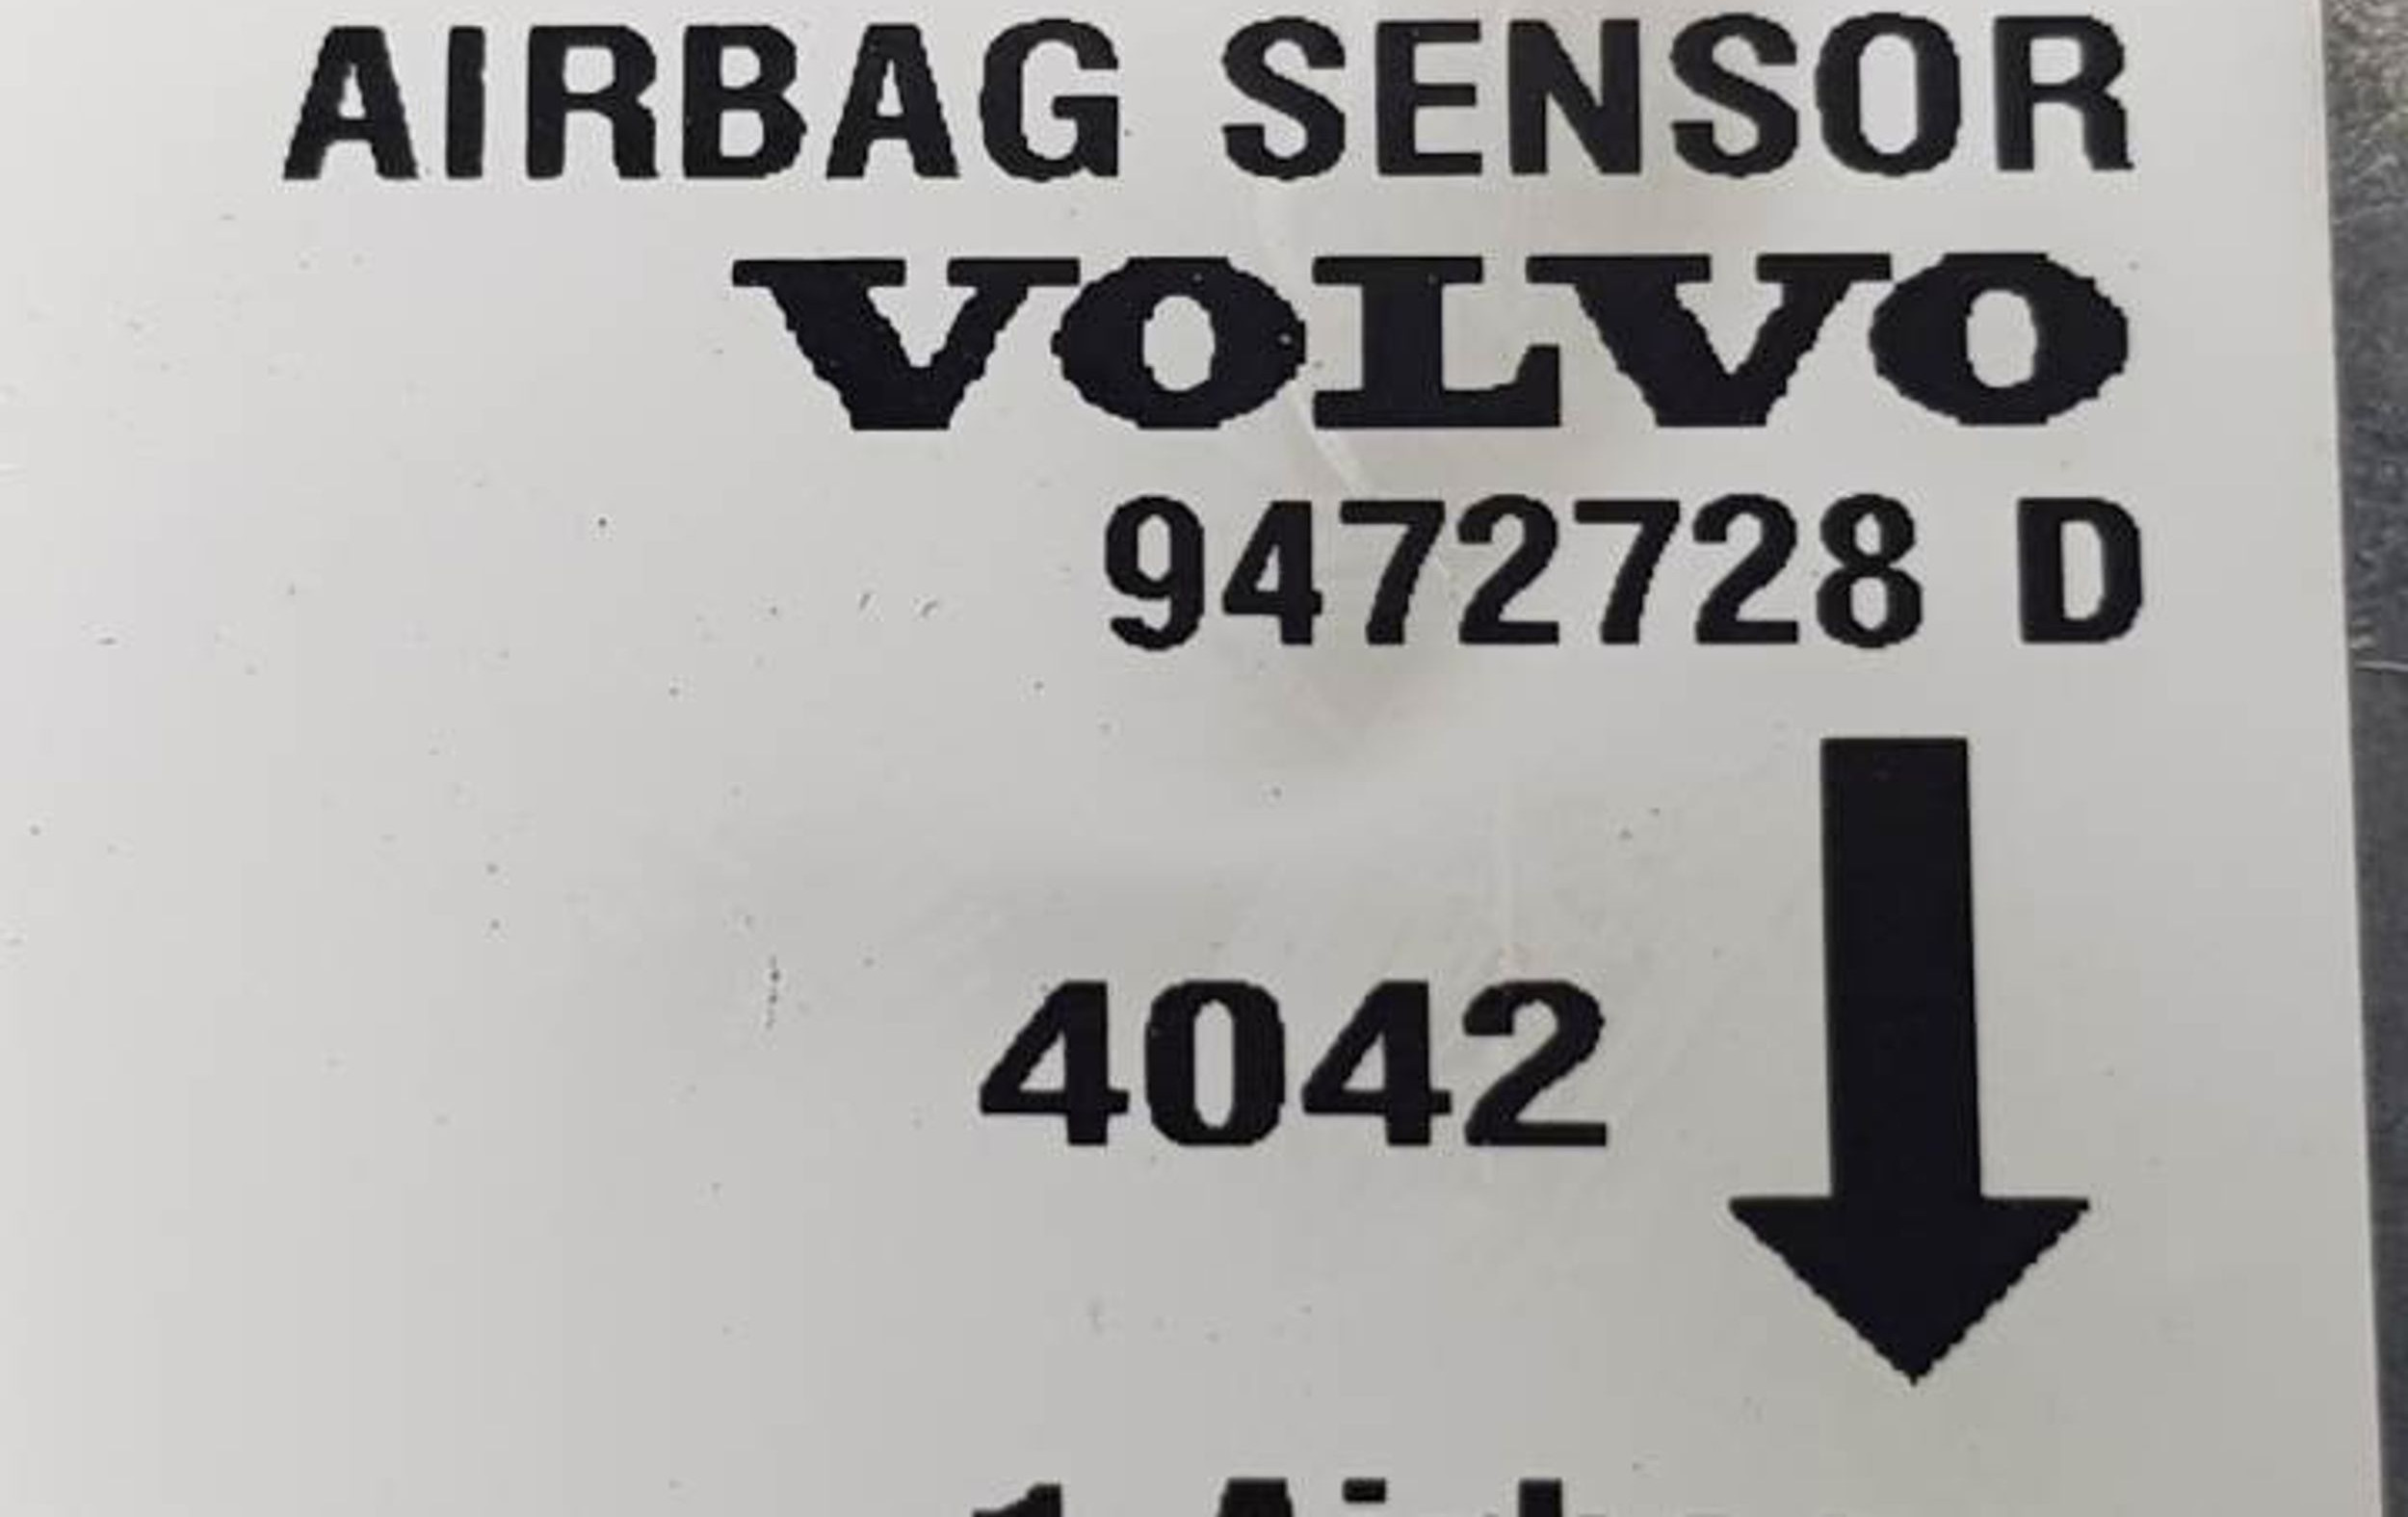 AIRBAG SENSOR
VOLVO
9472728 D
4042